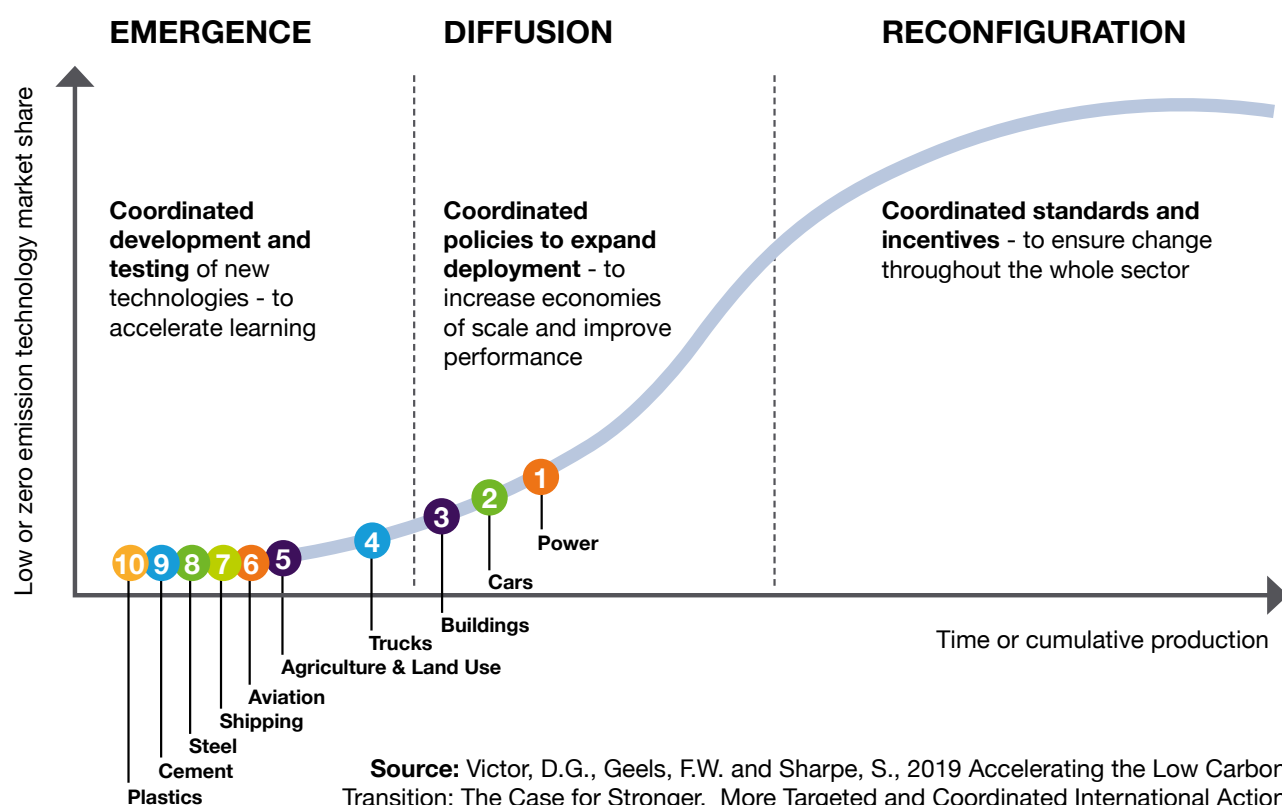 EMERGENCE
DIFFUSION
RECONFIGURATION
Low or zero emission technology market share
Coordinated
development and
testing of new
technologies - to
accelerate learning
Coordinated
policies to expand
deployment - to
increase economies
of scale and improve
performance
Coordinated standards and
incentives - to ensure change
throughout the whole sector
10 9 8 7 6 5 4 3 2 1
Power
Cars
Buildings
Trucks
Agriculture & Land Use
Aviation
Shipping
Steel
Cement
Plastics
Time or cumulative production
Source: Victor, D.G., Geels, F.W. and Sharpe, S., 2019 Accelerating the Low Carbon
Transition: The Case for Stronger, More Targeted and Coordinated International Action